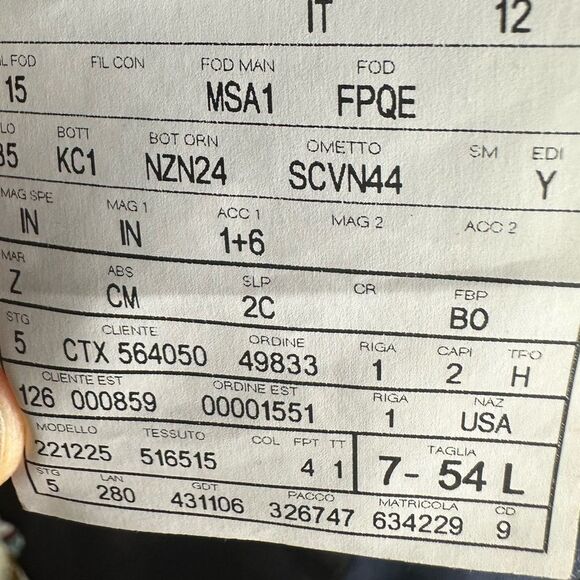 IT 12
FOD FIL CON FOD MAN FOD
15 MSA1 FPQE
BOTT BOT ORN OMETTO SM EDI
35 KC1 NZN24 SCVN44 Y
MAG SPE MAG 1 ACC 1 MAG 2 ACC 2
IN IN 1+6
MAR ABS SLP CR FBP
Z CM 2C BO
STG CLIENTE ORDINE RIGA CAPI TPO
5 CTX 564050 49833 1 2 H
CLIENTE EST ORDINE EST RIGA NAZ
126 000859 00001551 1 USA
MODELLO TESSUTO COL FPT TT TAGLIA
221225 516515 4 1 7- 54 L
STG LAN GDT PACCO MATRICOLA CD
5 280 431106 326747 634229 9